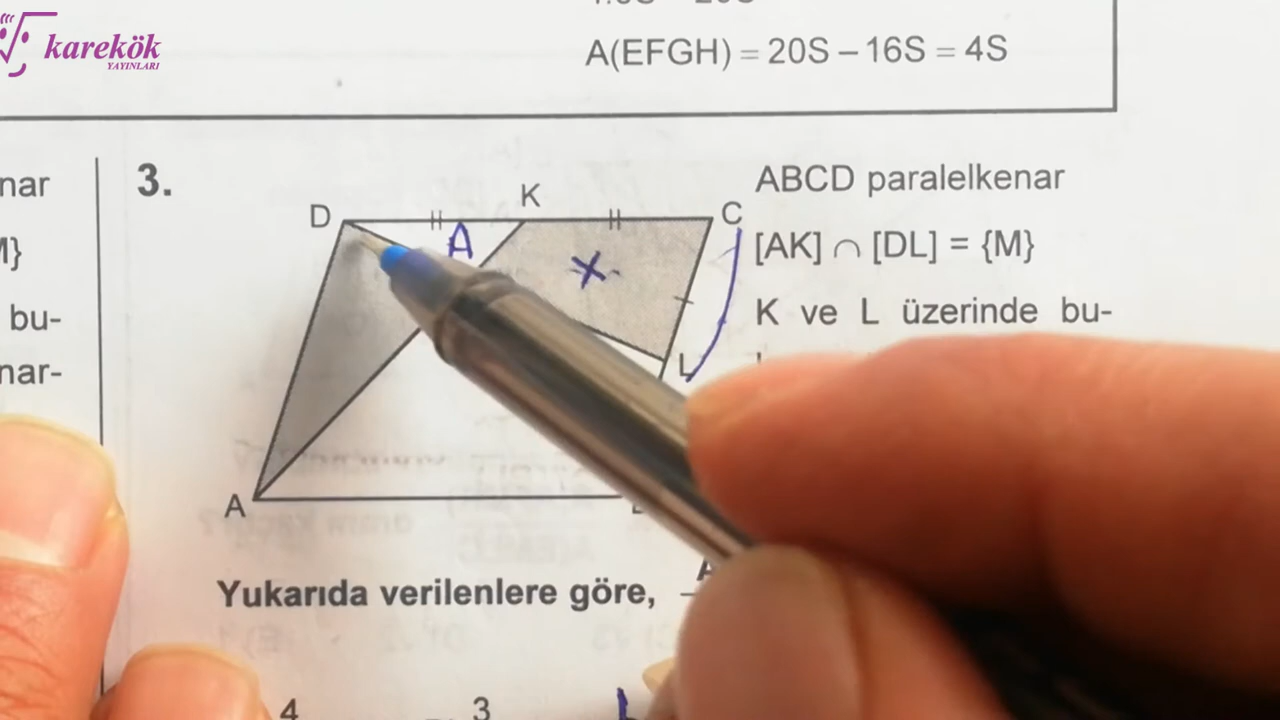 karekök
YAYINLARI
A(EFGH) = 20S – 16S = 4S
nar
bu-
nar-
3.
D
K
C
A
x
L
A
ABCD paralelkenar
[AK] ∩ [DL] = {M}
K ve L üzerinde bu-
Yukarıda verilenlere göre,
4
3